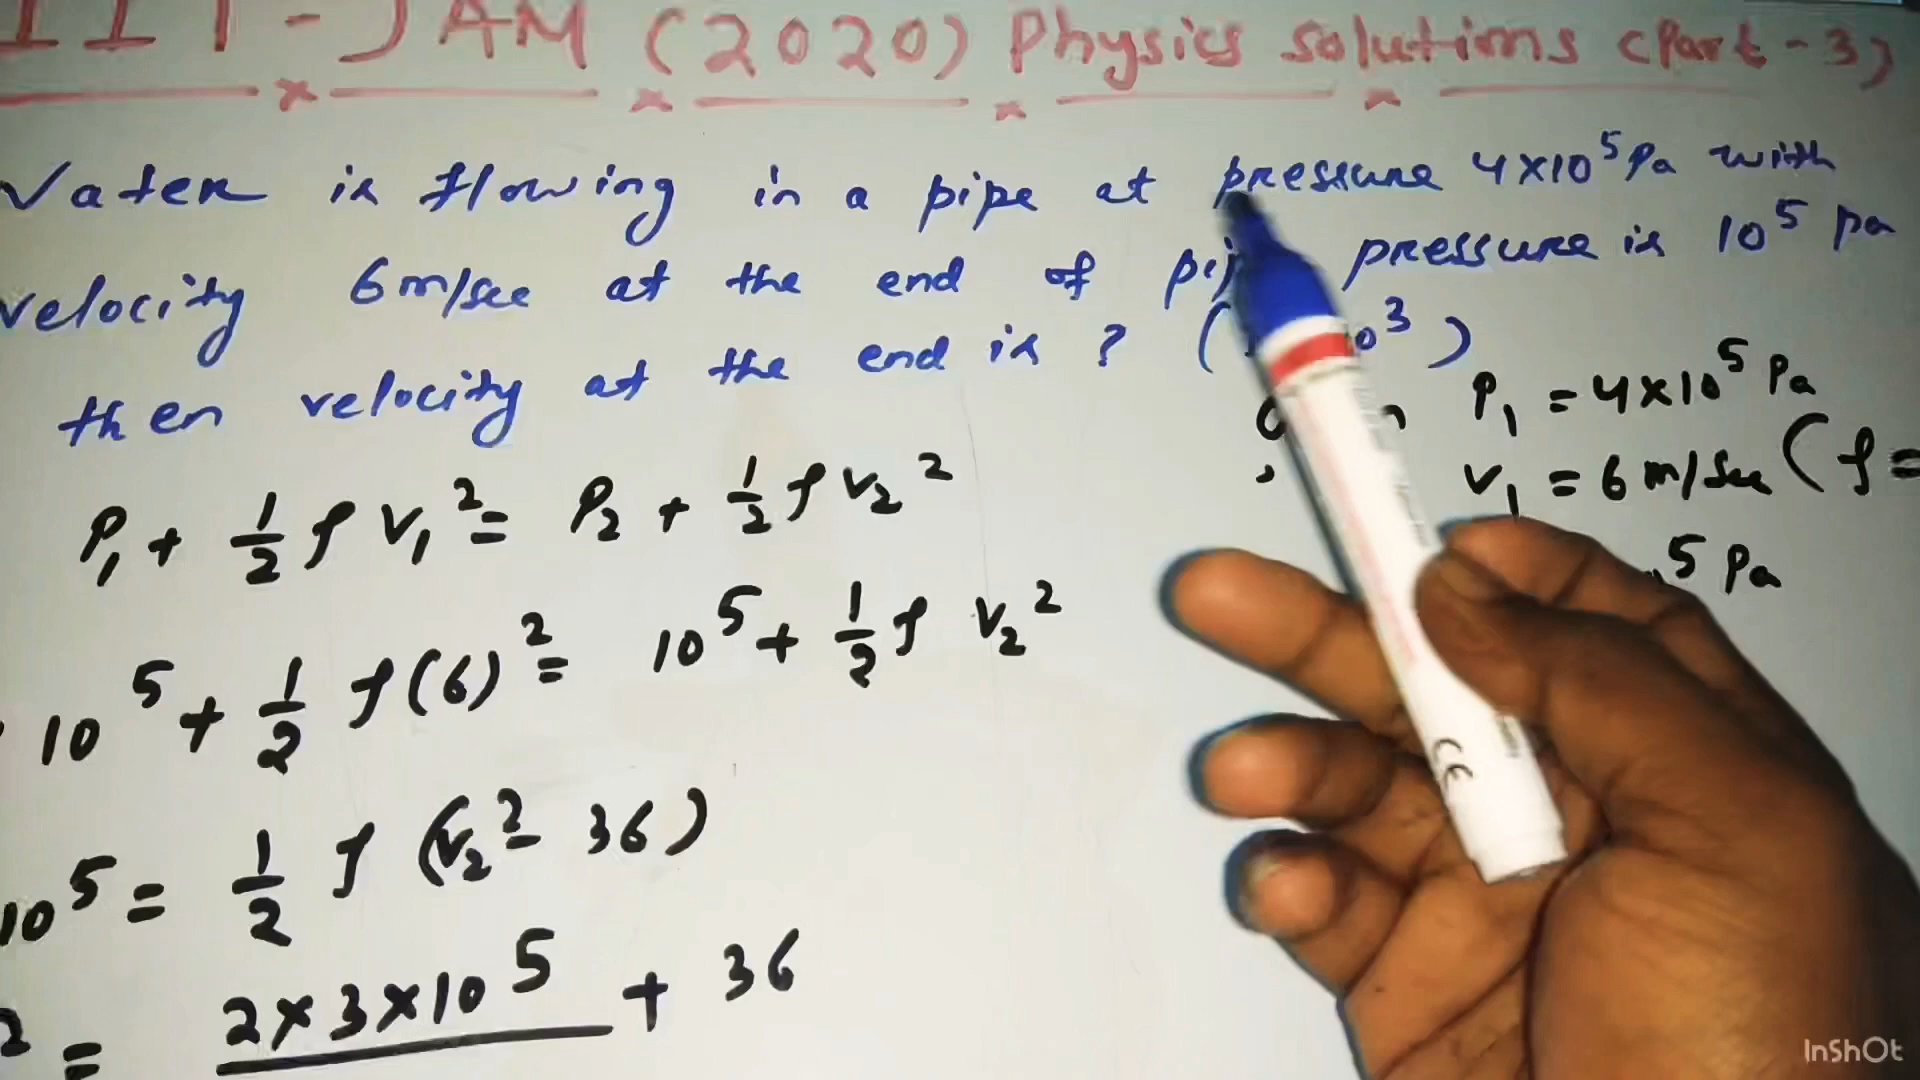 IIT-JAM (2020) Physics solutions (Part-3)
Water is flowing in a pipe at pressure 4×10⁵ Pa with
velocity 6m/sec at the end of pressure is 10⁵ pa
then velocity at the end is ?
P₁ = 4×10⁵ Pa
V₁ = 6 m/sec (ρ =
5 Pa
P₁ + 1/2 ρ V₁² = P₂ + 1/2 ρ V₂²
10⁵ + 1/2 ρ(6)² = 10⁵ + 1/2 ρ V₂²
10⁵ = 1/2 ρ (V₂² - 36)
2 = 2×3×10⁵ + 36
CE
InShOt